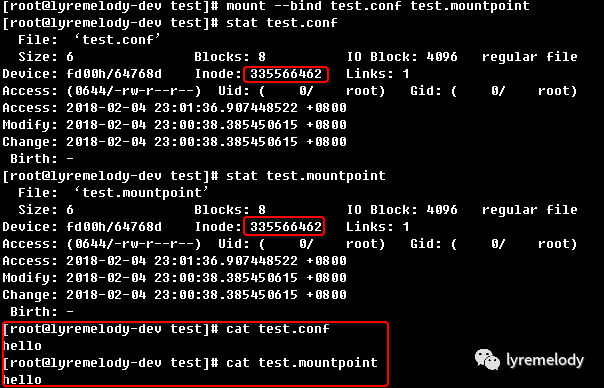 [root@lyremelody-dev test]# mount --bind test.conf test.mountpoint
[root@lyremelody-dev test]# stat test.conf
  File: ‘test.conf’
  Size: 6               Blocks: 8          IO Block: 4096   regular file
Device: fd00h/64768d    Inode: 335566462   Links: 1
Access: (0644/-rw-r--r--)  Uid: (    0/    root)   Gid: (    0/    root)
Access: 2018-02-04 23:01:36.907448522 +0800
Modify: 2018-02-04 23:00:38.385450615 +0800
Change: 2018-02-04 23:00:38.385450615 +0800
 Birth: -
[root@lyremelody-dev test]# stat test.mountpoint
  File: ‘test.mountpoint’
  Size: 6               Blocks: 8          IO Block: 4096   regular file
Device: fd00h/64768d    Inode: 335566462   Links: 1
Access: (0644/-rw-r--r--)  Uid: (    0/    root)   Gid: (    0/    root)
Access: 2018-02-04 23:01:36.907448522 +0800
Modify: 2018-02-04 23:00:38.385450615 +0800
Change: 2018-02-04 23:00:38.385450615 +0800
 Birth: -
[root@lyremelody-dev test]# cat test.conf
hello
[root@lyremelody-dev test]# cat test.mountpoint
hello
lyremelody